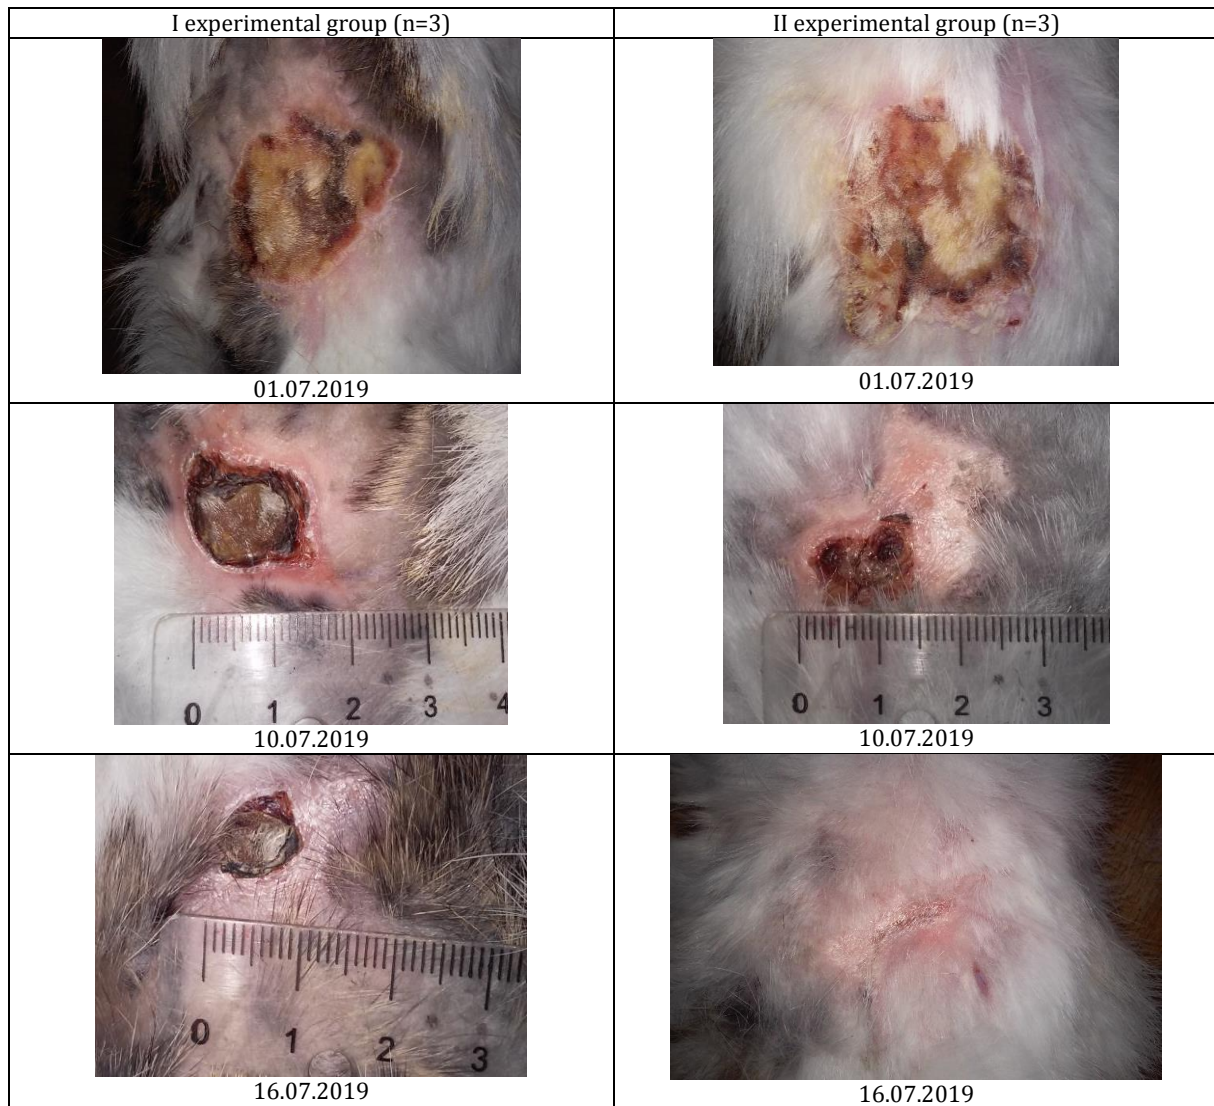 I experimental group (n=3)
II experimental group (n=3)
01.07.2019
01.07.2019
0 1 2 3 4
0 1 2 3
10.07.2019
10.07.2019
0 1 2 3
16.07.2019
16.07.2019